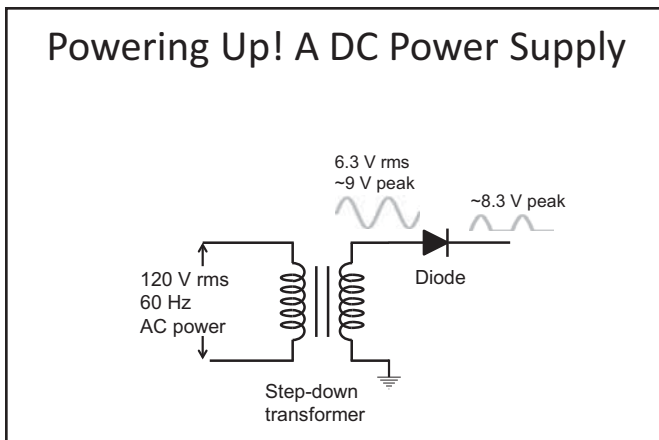 Powering Up! A DC Power Supply
6.3 V rms
~9 V peak
~8.3 V peak
120 V rms
60 Hz
AC power
Diode
Step-down
transformer